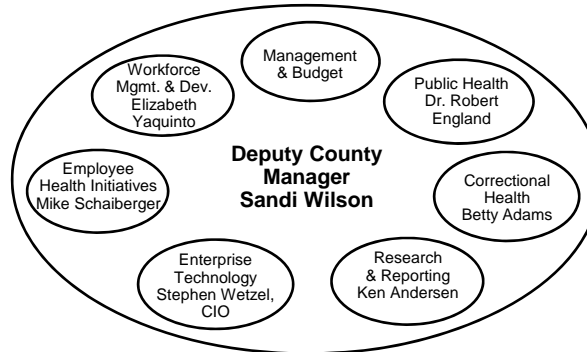 Management
& Budget
Workforce
Mgmt. & Dev.
Elizabeth
Yaquinto
Public Health
Dr. Robert
England
Deputy County
Manager
Sandi Wilson
Employee
Health Initiatives
Mike Schaiberger
Correctional
Health
Betty Adams
Enterprise
Technology
Stephen Wetzel,
CIO
Research
& Reporting
Ken Andersen